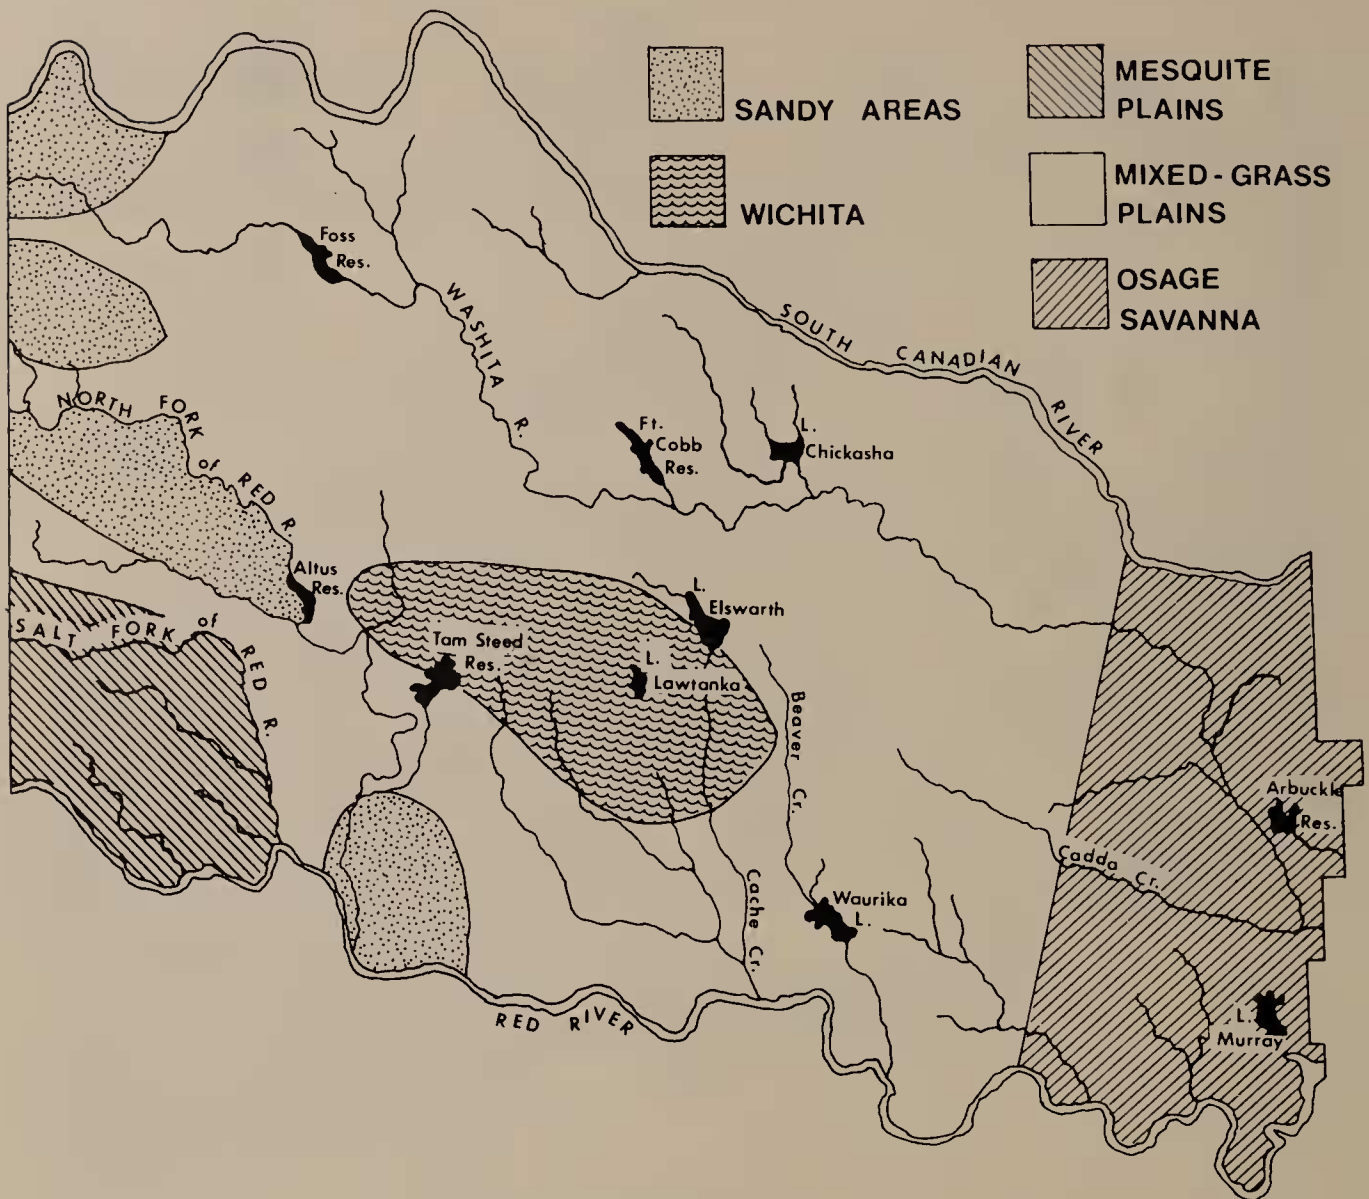 SANDY AREAS
WICHITA
MESQUITE
PLAINS
MIXED-GRASS
PLAINS
OSAGE
SAVANNA
Foss
Res.
WASHITA R.
SOUTH CANADIAN RIVER
NORTH FORK of RED R.
Ft.
Cobb
Res.
L.
Chickasha
Altus
Res.
SALT FORK of RED R.
Tam Steed
Res.
L.
Elswarth
L.
Lawtanka
Beaver Cr.
Arbuckle
Res.
Cadda Cr.
Cache Cr.
Waurika
L.
L.
Murray
RED RIVER